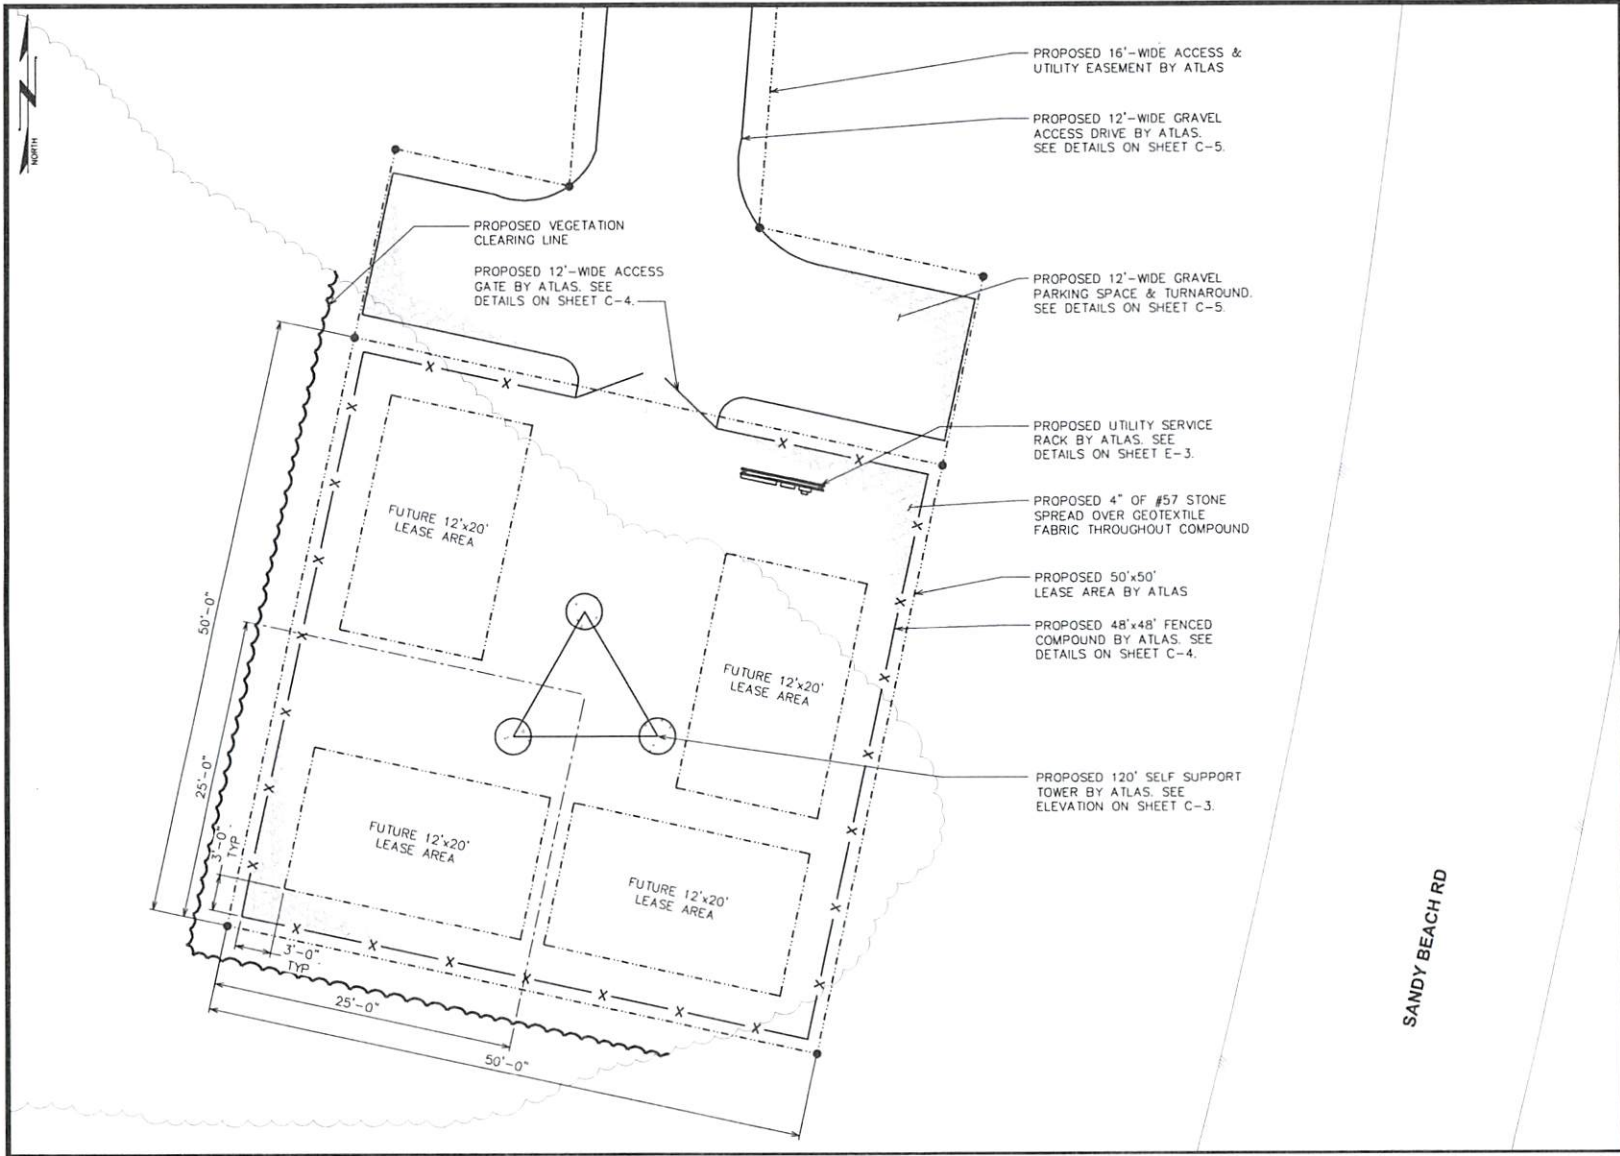 NORTH
PROPOSED 16'-WIDE ACCESS &
UTILITY EASEMENT BY ATLAS
PROPOSED 12'-WIDE GRAVEL
ACCESS DRIVE BY ATLAS.
SEE DETAILS ON SHEET C-5.
PROPOSED VEGETATION
CLEARING LINE
PROPOSED 12'-WIDE ACCESS
GATE BY ATLAS. SEE
DETAILS ON SHEET C-4.
PROPOSED 12'-WIDE GRAVEL
PARKING SPACE & TURNAROUND.
SEE DETAILS ON SHEET C-5.
PROPOSED UTILITY SERVICE
RACK BY ATLAS. SEE
DETAILS ON SHEET E-3.
PROPOSED 4" OF #57 STONE
SPREAD OVER GEOTEXTILE
FABRIC THROUGHOUT COMPOUND
PROPOSED 50'x50'
LEASE AREA BY ATLAS
PROPOSED 48'x48' FENCED
COMPOUND BY ATLAS. SEE
DETAILS ON SHEET C-4.
PROPOSED 120' SELF SUPPORT
TOWER BY ATLAS. SEE
ELEVATION ON SHEET C-3.
FUTURE 12'x20'
LEASE AREA
FUTURE 12'x20'
LEASE AREA
FUTURE 12'x20'
LEASE AREA
FUTURE 12'x20'
LEASE AREA
50'-0"
25'-0"
3'-0"
TYP
3'-0"
TYP
25'-0"
50'-0"
SANDY BEACH RD